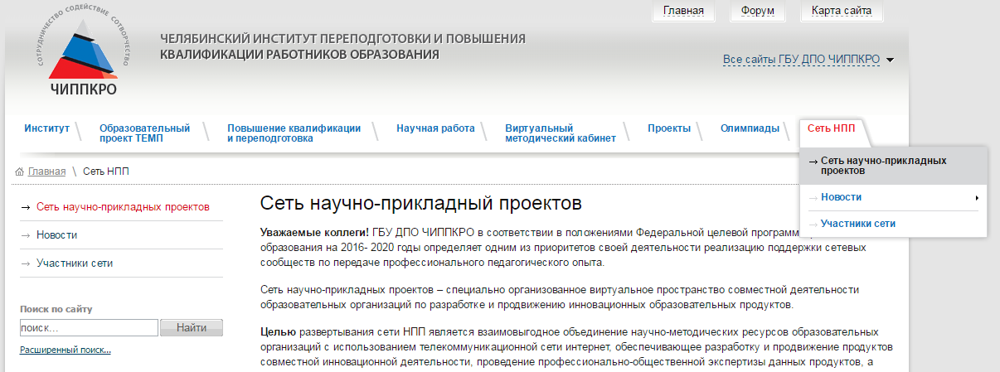 СОТРУДНИЧЕСТВО СОДЕЙСТВИЕ СОТВОРЧЕСТВО
ЧИППКРО
Главная
Форум
Карта сайта
ЧЕЛЯБИНСКИЙ ИНСТИТУТ ПЕРЕПОДГОТОВКИ И ПОВЫШЕНИЯ
КВАЛИФИКАЦИИ РАБОТНИКОВ ОБРАЗОВАНИЯ
Все сайты ГБУ ДПО ЧИППКРО
Институт
Образовательный
проект ТЕМП
Повышение квалификации
и переподготовка
Научная работа
Виртуальный
методический кабинет
Проекты
Олимпиады
Сеть НПП
Сеть научно-прикладных
проектов
Новости
Участники сети
Главная \ Сеть НПП
Сеть научно-прикладных проектов
Новости
Участники сети
Поиск по сайту
поиск...
Найти
Расширенный поиск...
Сеть научно-прикладный проектов
Уважаемые коллеги! ГБУ ДПО ЧИППКРО в соответствии в положениями Федеральной целевой
образования на 2016- 2020 годы определяет одним из приоритетов своей деятельности реализацию поддержки сетевых
сообществ по передаче профессионального педагогического опыта.
Сеть научно-прикладных проектов – специально организованное виртуальное пространство совместной деятельности
образовательных организаций по разработке и продвижению инновационных образовательных продуктов.
Целью развертывания сети НПП является взаимовыгодное объединение научно-методических ресурсов образовательных
организаций с использованием телекоммуникационной сети интернет, обеспечивающее разработку и продвижение продуктов
совместной инновационной деятельности, проведение профессионально-общественной экспертизы данных продуктов, а